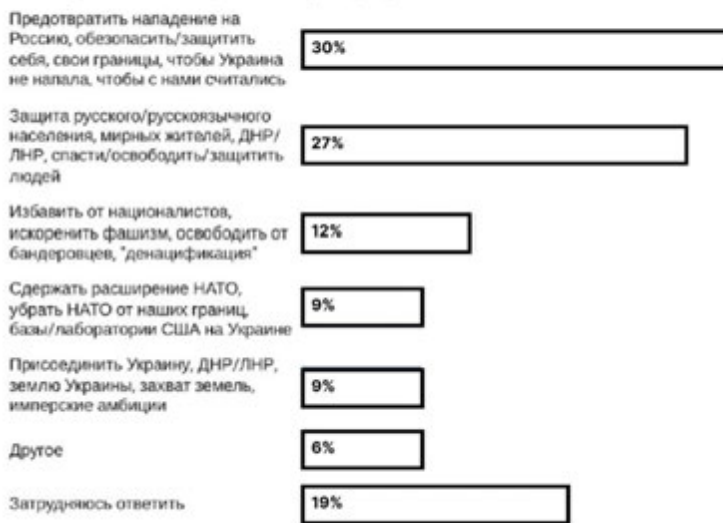 Предотвратить нападение на
Россию, обезопасить/защитить
себя, свои границы, чтобы Украина
не напала, чтобы с нами считались
30%
Защита русского/русскоязычного
населения, мирных жителей, ДНР/
ЛНР, спасти/освободить/защитить
людей
27%
Избавить от националистов,
искоренить фашизм, освободить от
бандеровцев, "денацификация"
12%
Сдержать расширение НАТО,
убрать НАТО от наших границ,
базы/лаборатории США на Украине
9%
Присоединить Украину, ДНР/ЛНР,
землю Украины, захват земель,
имперские амбиции
9%
Другое
6%
Затрудняюсь ответить
19%